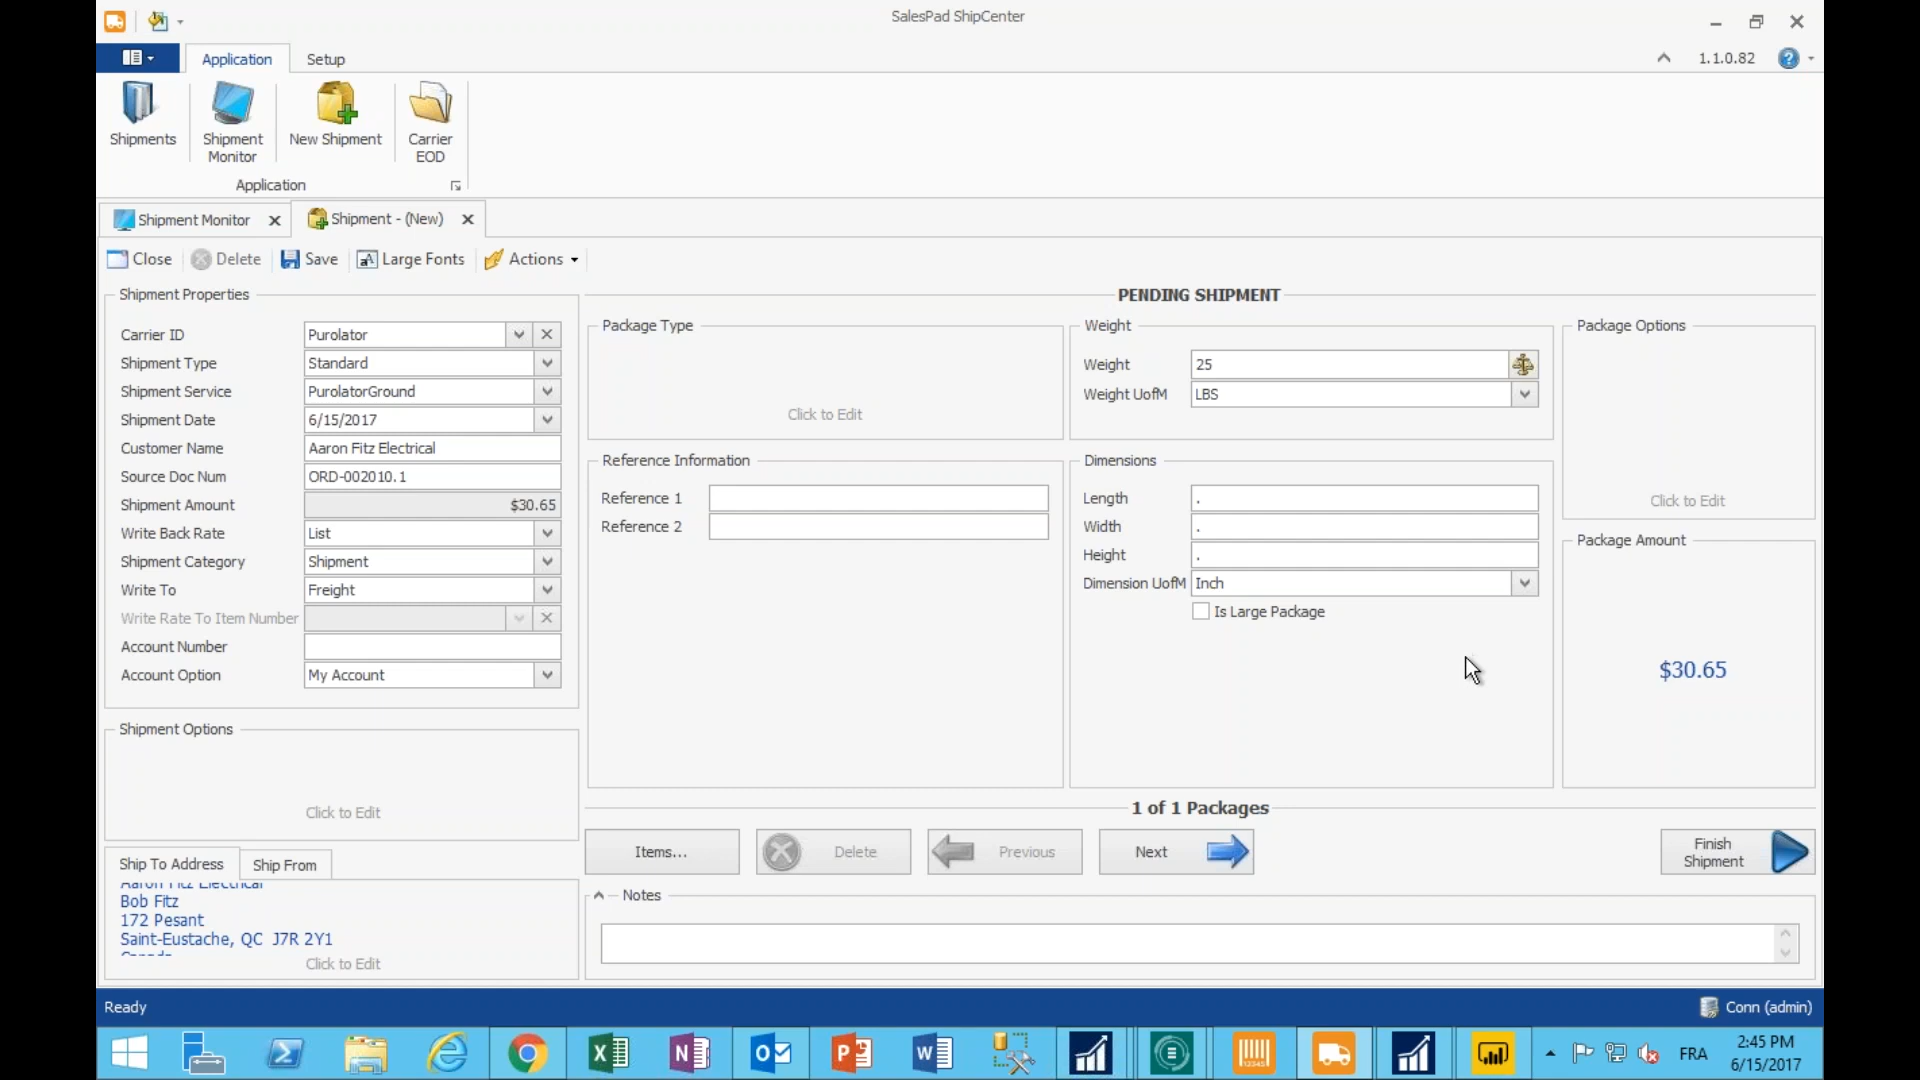 SalesPad ShipCenter
Application
Setup
1.1.0.82
Shipments
Shipment Monitor
New Shipment
Carrier EOD
Application
Shipment Monitor
Shipment - (New)
Close
Delete
Save
Large Fonts
Actions
Shipment Properties
Carrier ID
Purolator
Shipment Type
Standard
Shipment Service
PurolatorGround
Shipment Date
6/15/2017
Customer Name
Aaron Fitz Electrical
Source Doc Num
ORD-002010.1
Shipment Amount
$30.65
Write Back Rate
List
Shipment Category
Shipment
Write To
Freight
Write Rate To Item Number
Account Number
Account Option
My Account
Shipment Options
Click to Edit
Ship To Address
Ship From
Aaron Fitz Electrical
Bob Fitz
172 Pesant
Saint-Eustache, QC J7R 2Y1
Canada
Click to Edit
PENDING SHIPMENT
Package Type
Click to Edit
Weight
Weight
25
Weight UofM
LBS
Package Options
Click to Edit
Reference Information
Reference 1
Reference 2
Dimensions
Length
.
Width
.
Height
.
Dimension UofM
Inch
Is Large Package
Package Amount
$30.65
1 of 1 Packages
Items...
Delete
Previous
Next
Finish Shipment
Notes
Ready
Conn (admin)
FRA
2:45 PM
6/15/2017